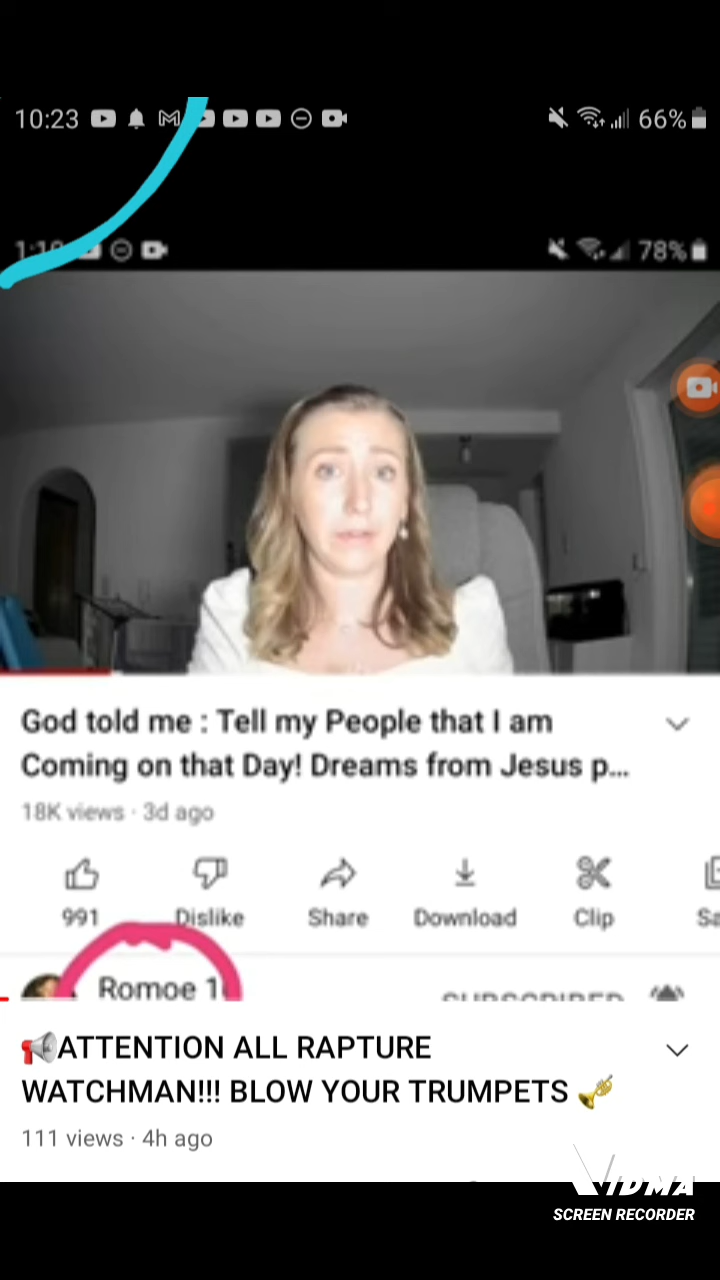 10:23
66%
78%
God told me : Tell my People that I am
Coming on that Day! Dreams from Jesus p...
18K views · 3d ago
991 Dislike Share Download Clip
Romoe 1
SUBSCRIBED
📢ATTENTION ALL RAPTURE
WATCHMAN!!! BLOW YOUR TRUMPETS 🎺
111 views · 4h ago
VIDMA
SCREEN RECORDER